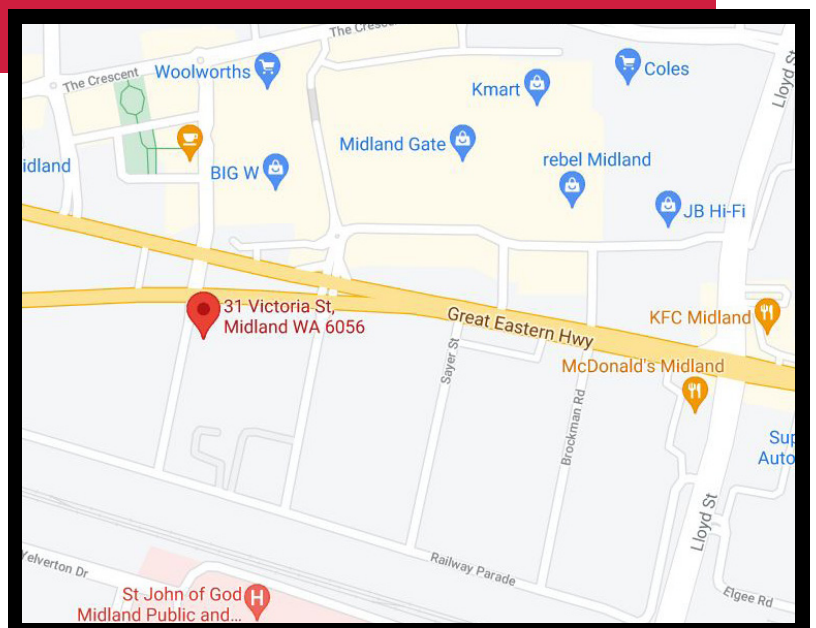 The Crescent
The Cresc
Woolworths
Coles
Kmart
Lloyd St
Midland Gate
idland
BIG W
rebel Midland
JB Hi-Fi
31 Victoria St,
Midland WA 6056
Great Eastern Hwy
KFC Midland
Sayer St
McDonald's Midland
Brockman Rd
Sup
Auto
Lloyd St
Railway Parade
Yelverton Dr
St John of God
Midland Public and...
H
Elgee Rd